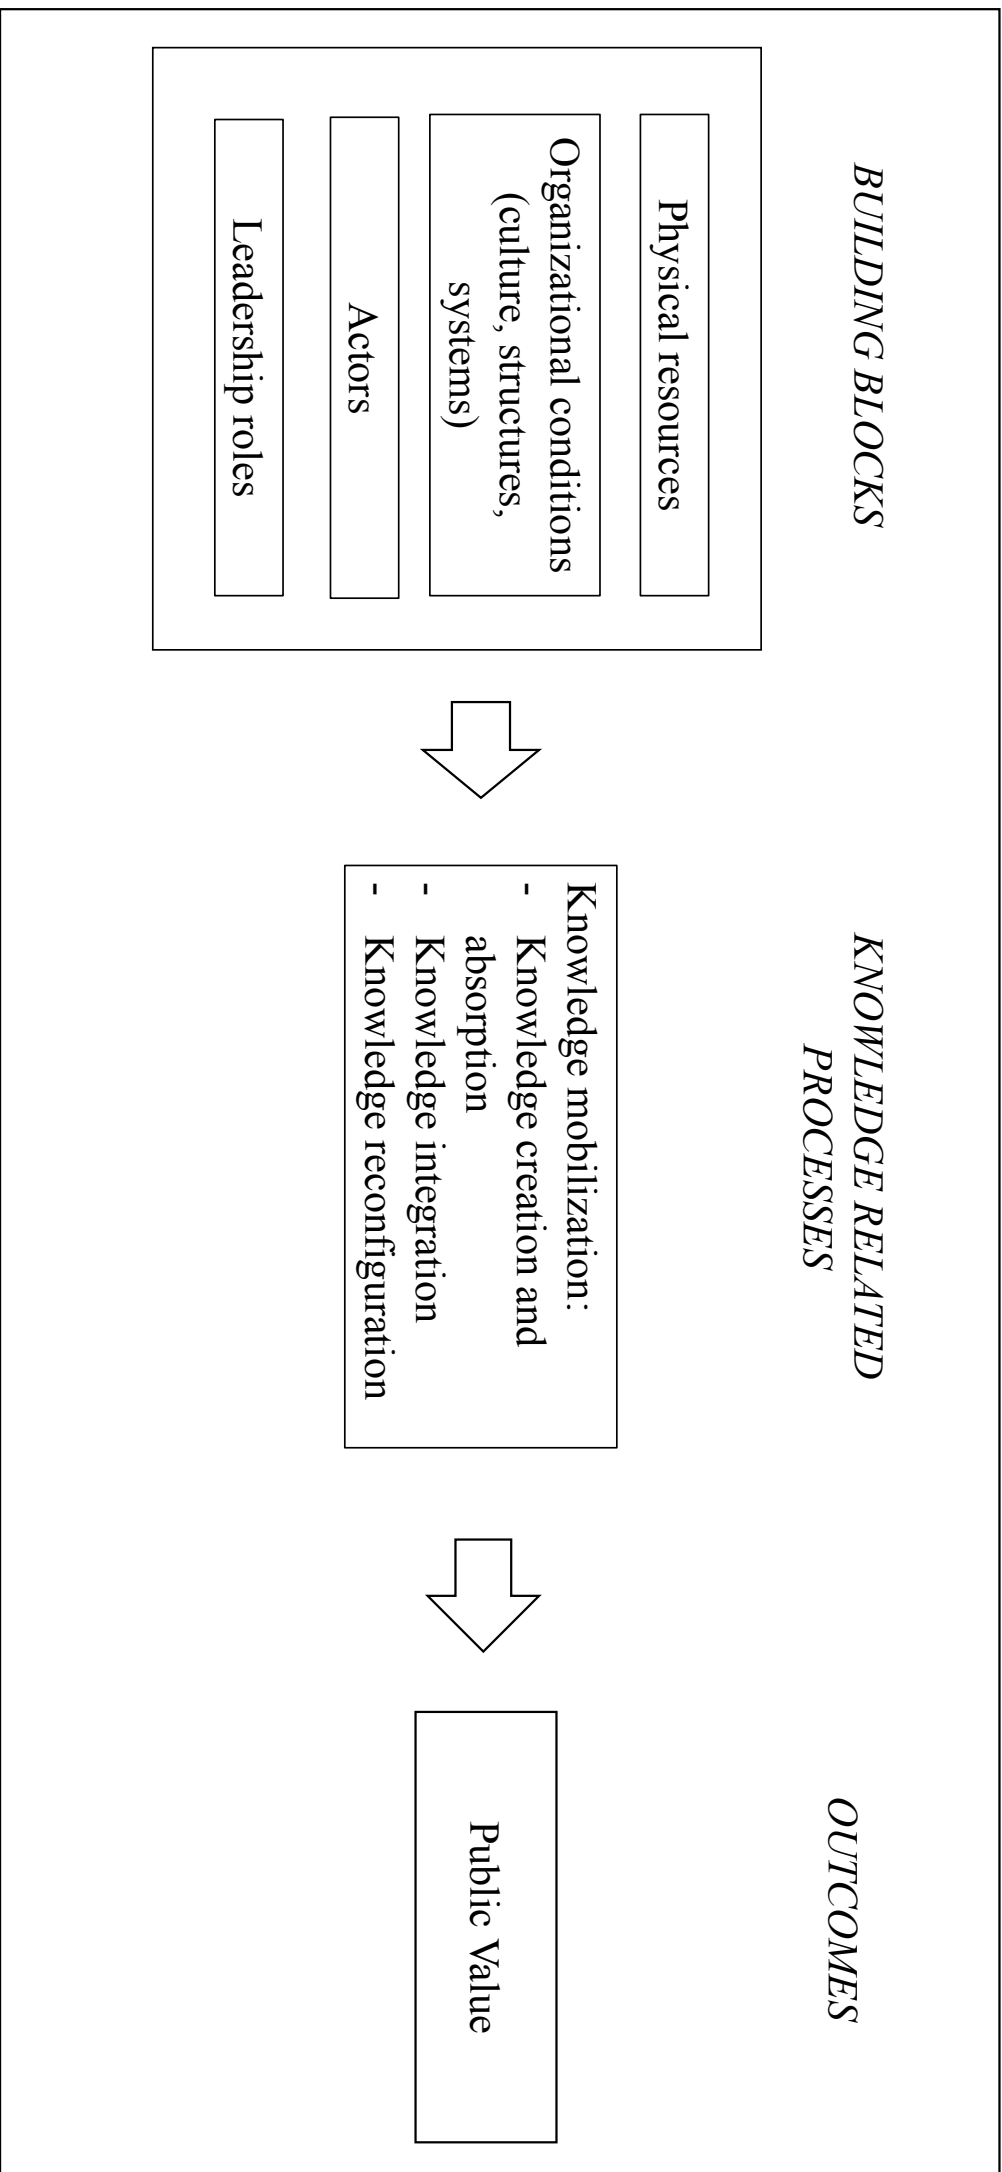 BUILDING BLOCKS
Physical resources
Organizational conditions
(culture, structures,
systems)
Actors
Leadership roles
KNOWLEDGE RELATED
PROCESSES
Knowledge mobilization:
- Knowledge creation and
absorption
- Knowledge integration
- Knowledge reconfiguration
OUTCOMES
Public Value